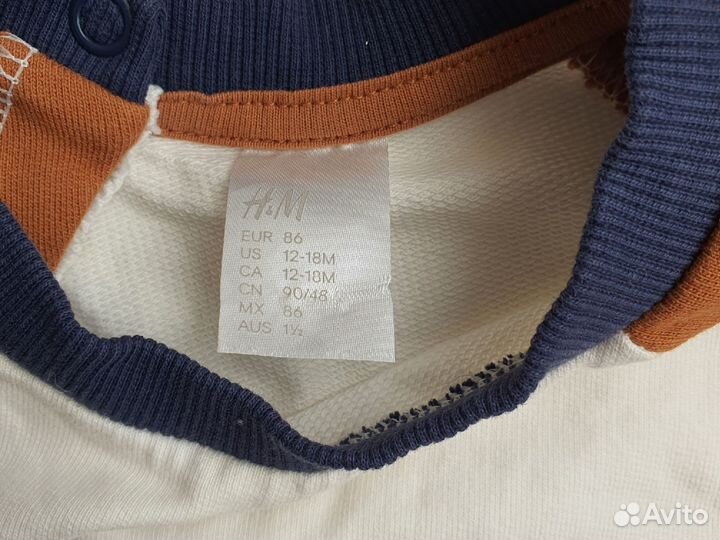 H&M
EUR 86
US 12-18M
CA 12-18M
CN 90/48
MX 86
AUS 1½
Avito